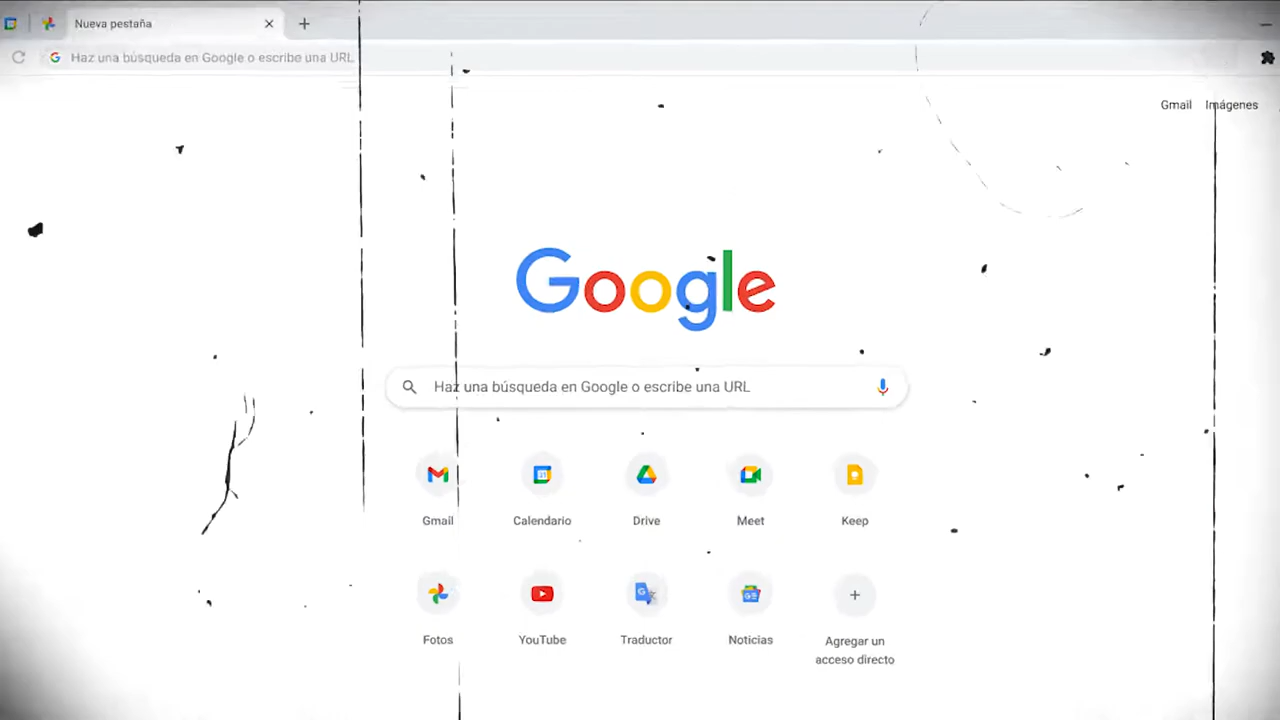 Nueva pestaña
Haz una búsqueda en Google o escribe una URL
Gmail Imágenes
Google
Haz una búsqueda en Google o escribe una URL
Gmail Calendario Drive Meet Keep
Fotos YouTube Traductor Noticias Agregar un
acceso directo